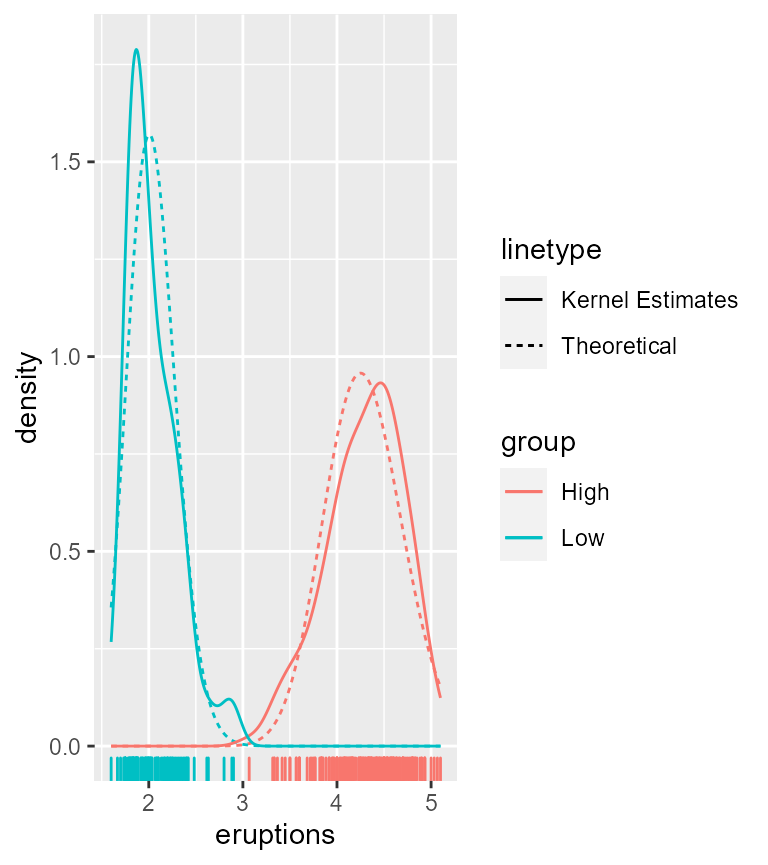 1.5
1.0
0.5
0.0
density
2
3
4
5
eruptions
linetype
Kernel Estimates
Theoretical
group
High
Low